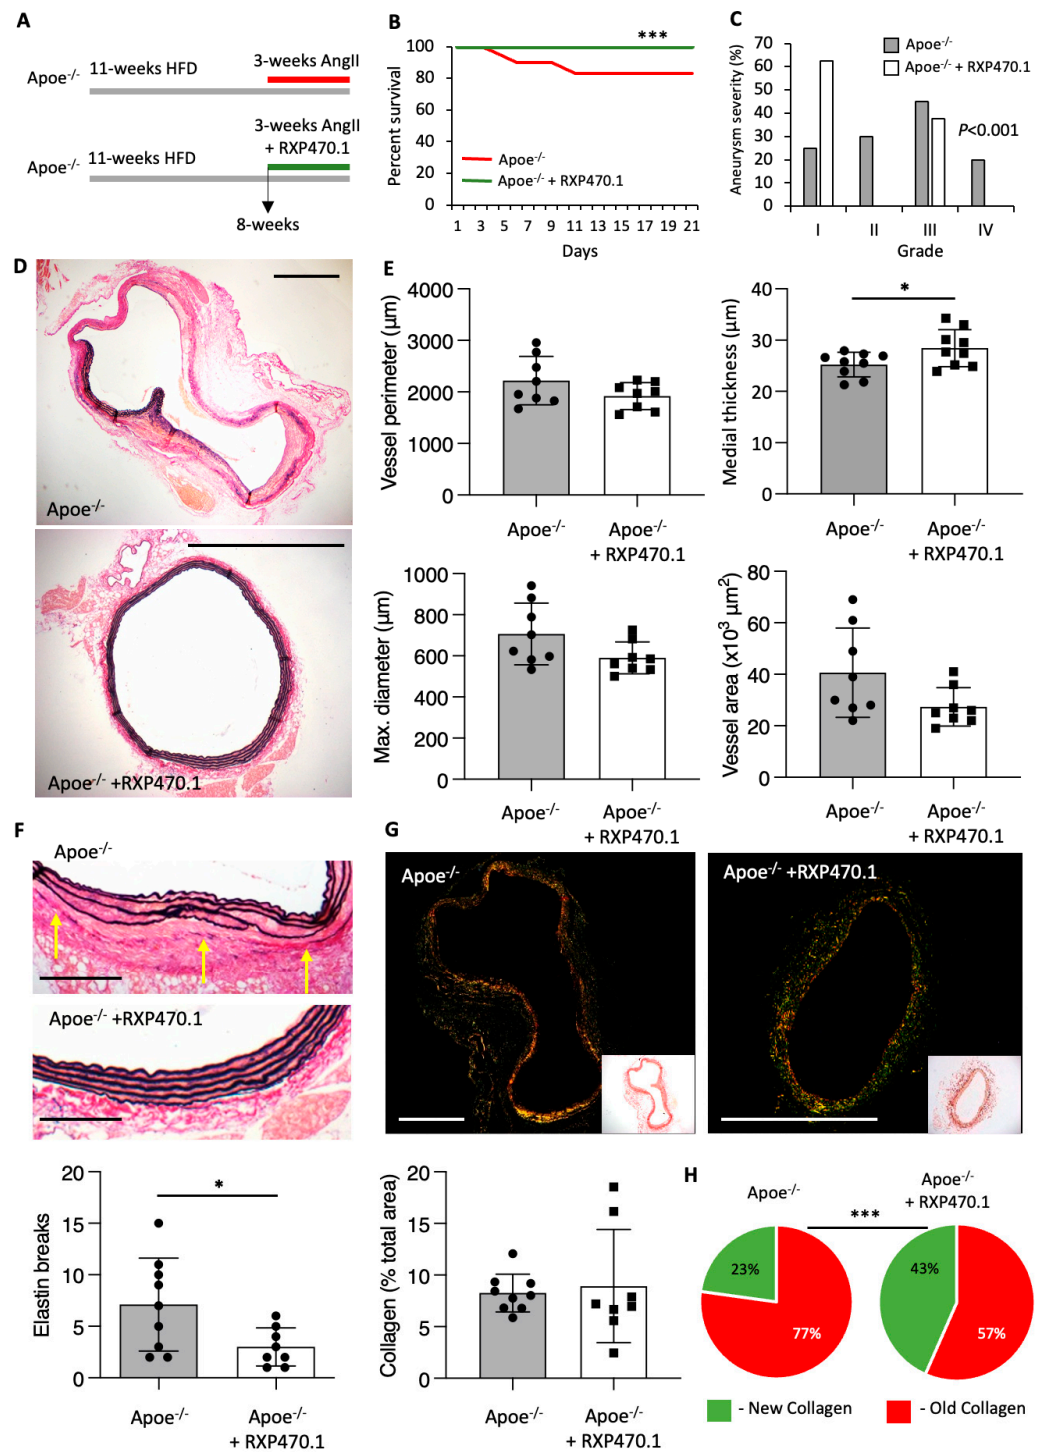 A
11-weeks HFD
3-weeks AngII
Apoe-/-
3-weeks AngII
+ RXP470.1
11-weeks HFD
Apoe-/-
8-weeks
B
***
100
80
60
40
20
0
Percent survival
Apoe-/-
Apoe-/- + RXP470.1
1 3 5 7 9 11 13 15 17 19 21
Days
C
70
60
50
40
30
20
10
0
Aneurysm severity (%)
Apoe-/-
Apoe-/- + RXP470.1
P<0.001
I II III IV
Grade
D
Apoe-/-
Apoe-/- +RXP470.1
E
4000
3000
2000
1000
0
Vessel perimeter (µm)
Apoe-/-
Apoe-/-
+ RXP470.1
40
30
20
10
0
Medial thickness (µm)
*
Apoe-/-
Apoe-/-
+ RXP470.1
1000
800
600
400
200
0
Max. diameter (µm)
Apoe-/-
Apoe-/-
+ RXP470.1
80
60
40
20
0
Vessel area (x10³ µm²)
Apoe-/-
Apoe-/-
+ RXP470.1
F
Apoe-/-
Apoe-/- +RXP470.1
20
15
10
5
0
Elastin breaks
*
Apoe-/-
Apoe-/-
+ RXP470.1
G
Apoe-/-
Apoe-/- +RXP470.1
20
15
10
5
0
Collagen (% total area)
Apoe-/-
Apoe-/-
+ RXP470.1
H
Apoe-/-
Apoe-/-
+ RXP470.1
***
23%
77%
43%
57%
- New Collagen
- Old Collagen